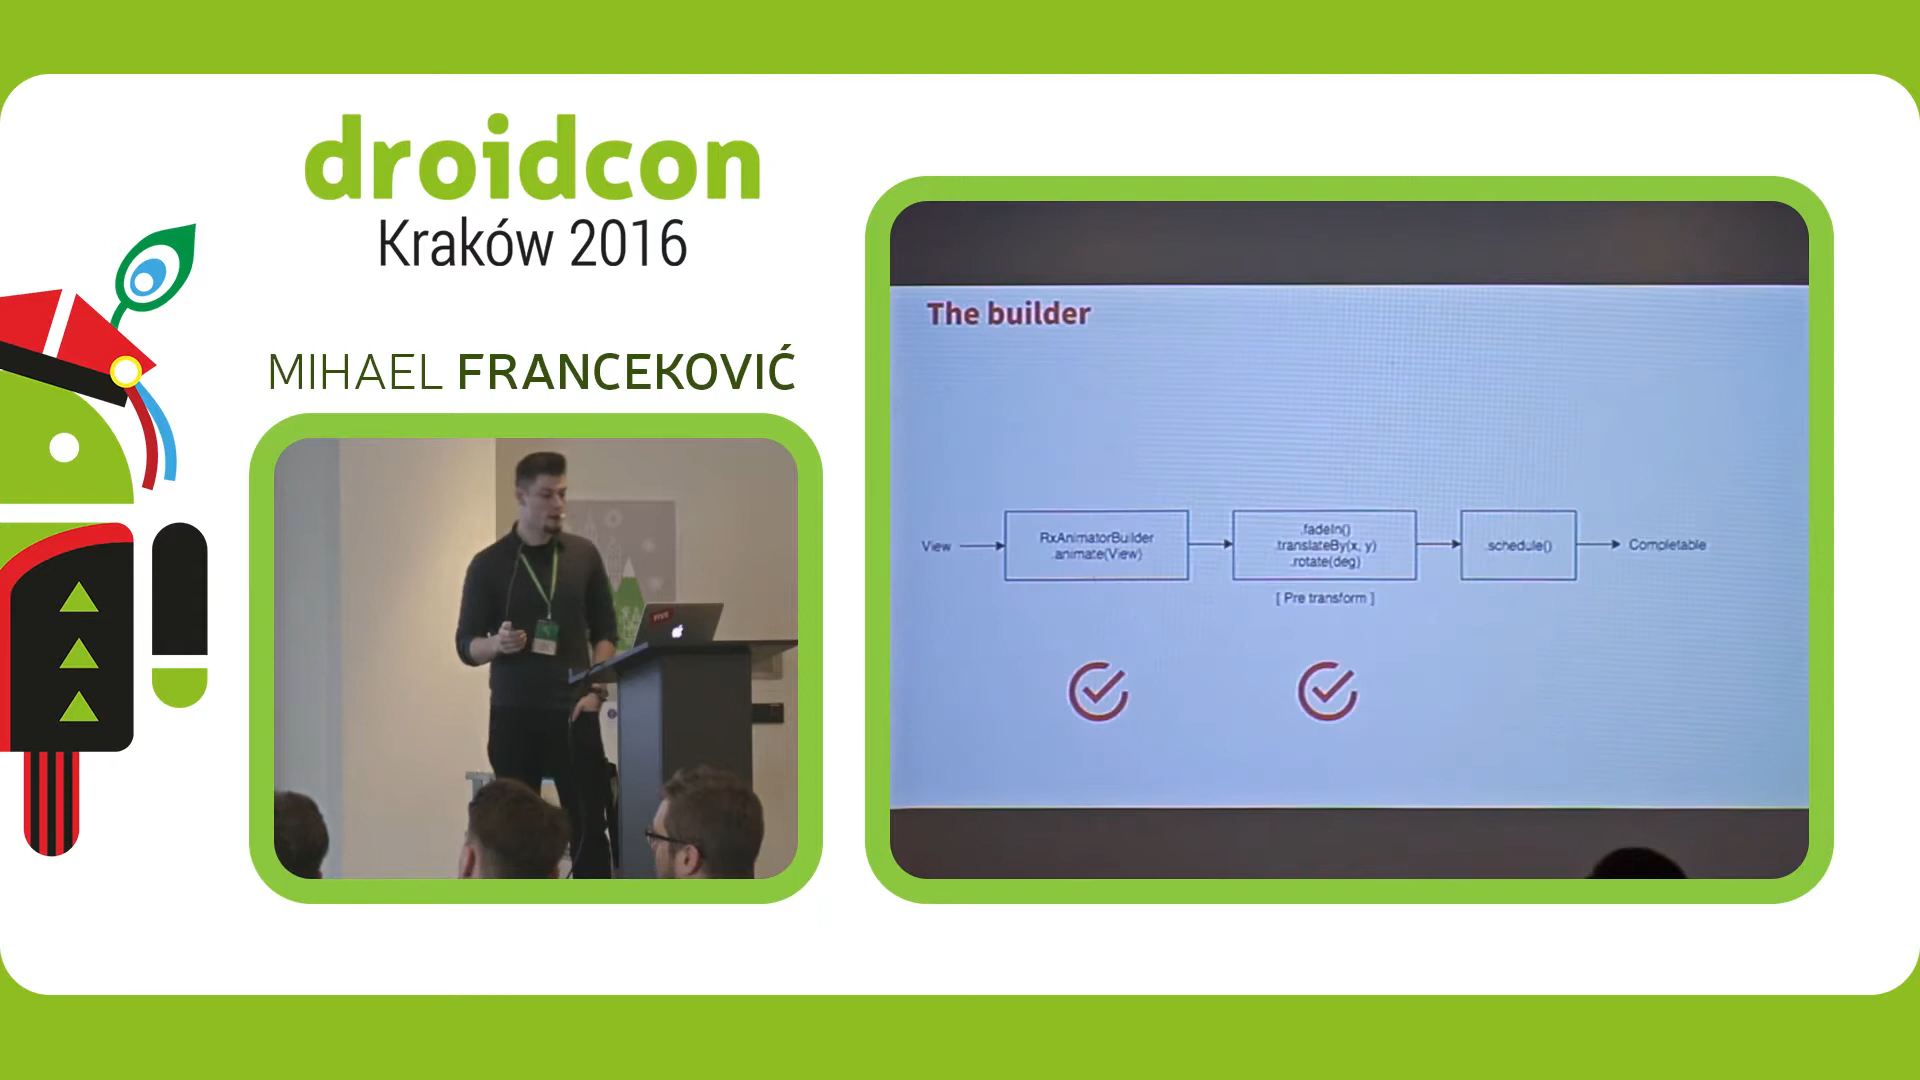 droidcon
Kraków 2016
MIHAEL FRANCEKOVIĆ
FIVE
The builder
View
RxAnimatorBuilder
.animate(View)
.fadeIn()
.translateBy(x, y)
.rotate(deg)
[ Pre transform ]
.schedule()
Completable